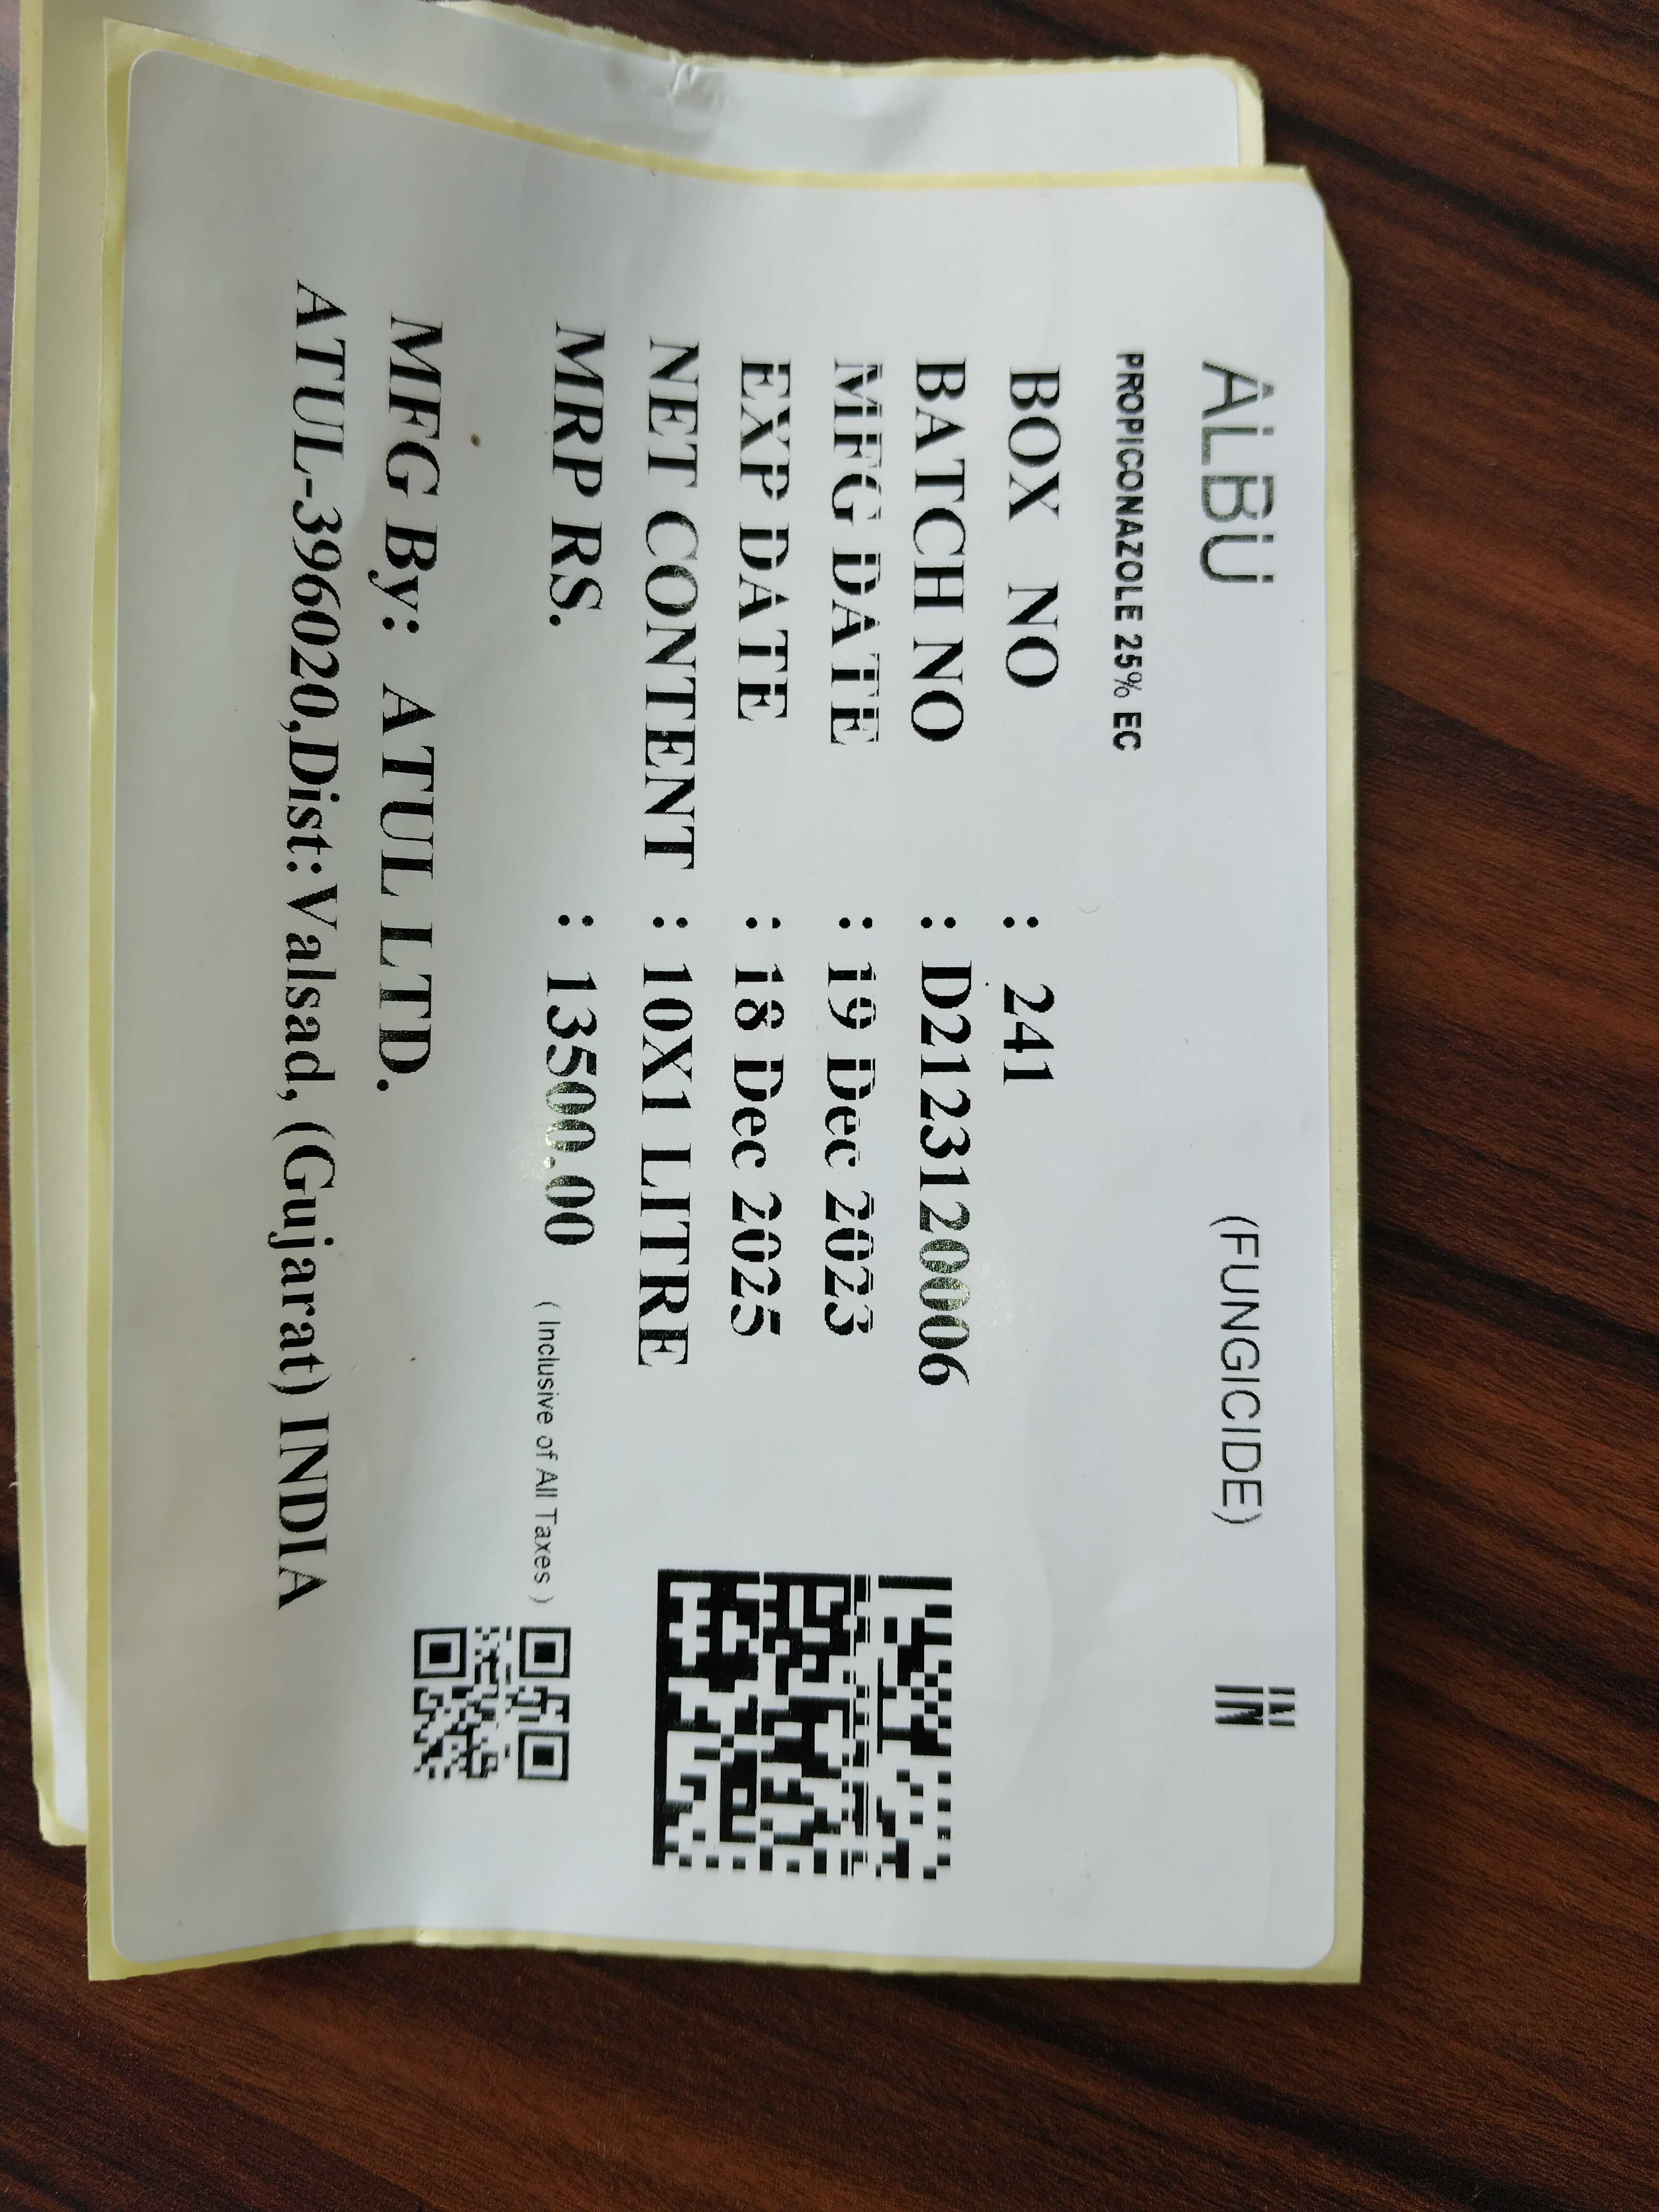 ALBU (FUNGICIDE) IN
PROPICONAZOLE 25% EC
BOX NO : 241
BATCH NO : D212312006
MFG DATE : 19 Dec 2023
EXP DATE : 18 Dec 2025
NET CONTENT : 10X1 LITRE
MRP RS. : 13500.00 ( Inclusive of All Taxes )
MFG By: ATUL LTD.
ATUL-396020,Dist:Valsad, (Gujarat) INDIA